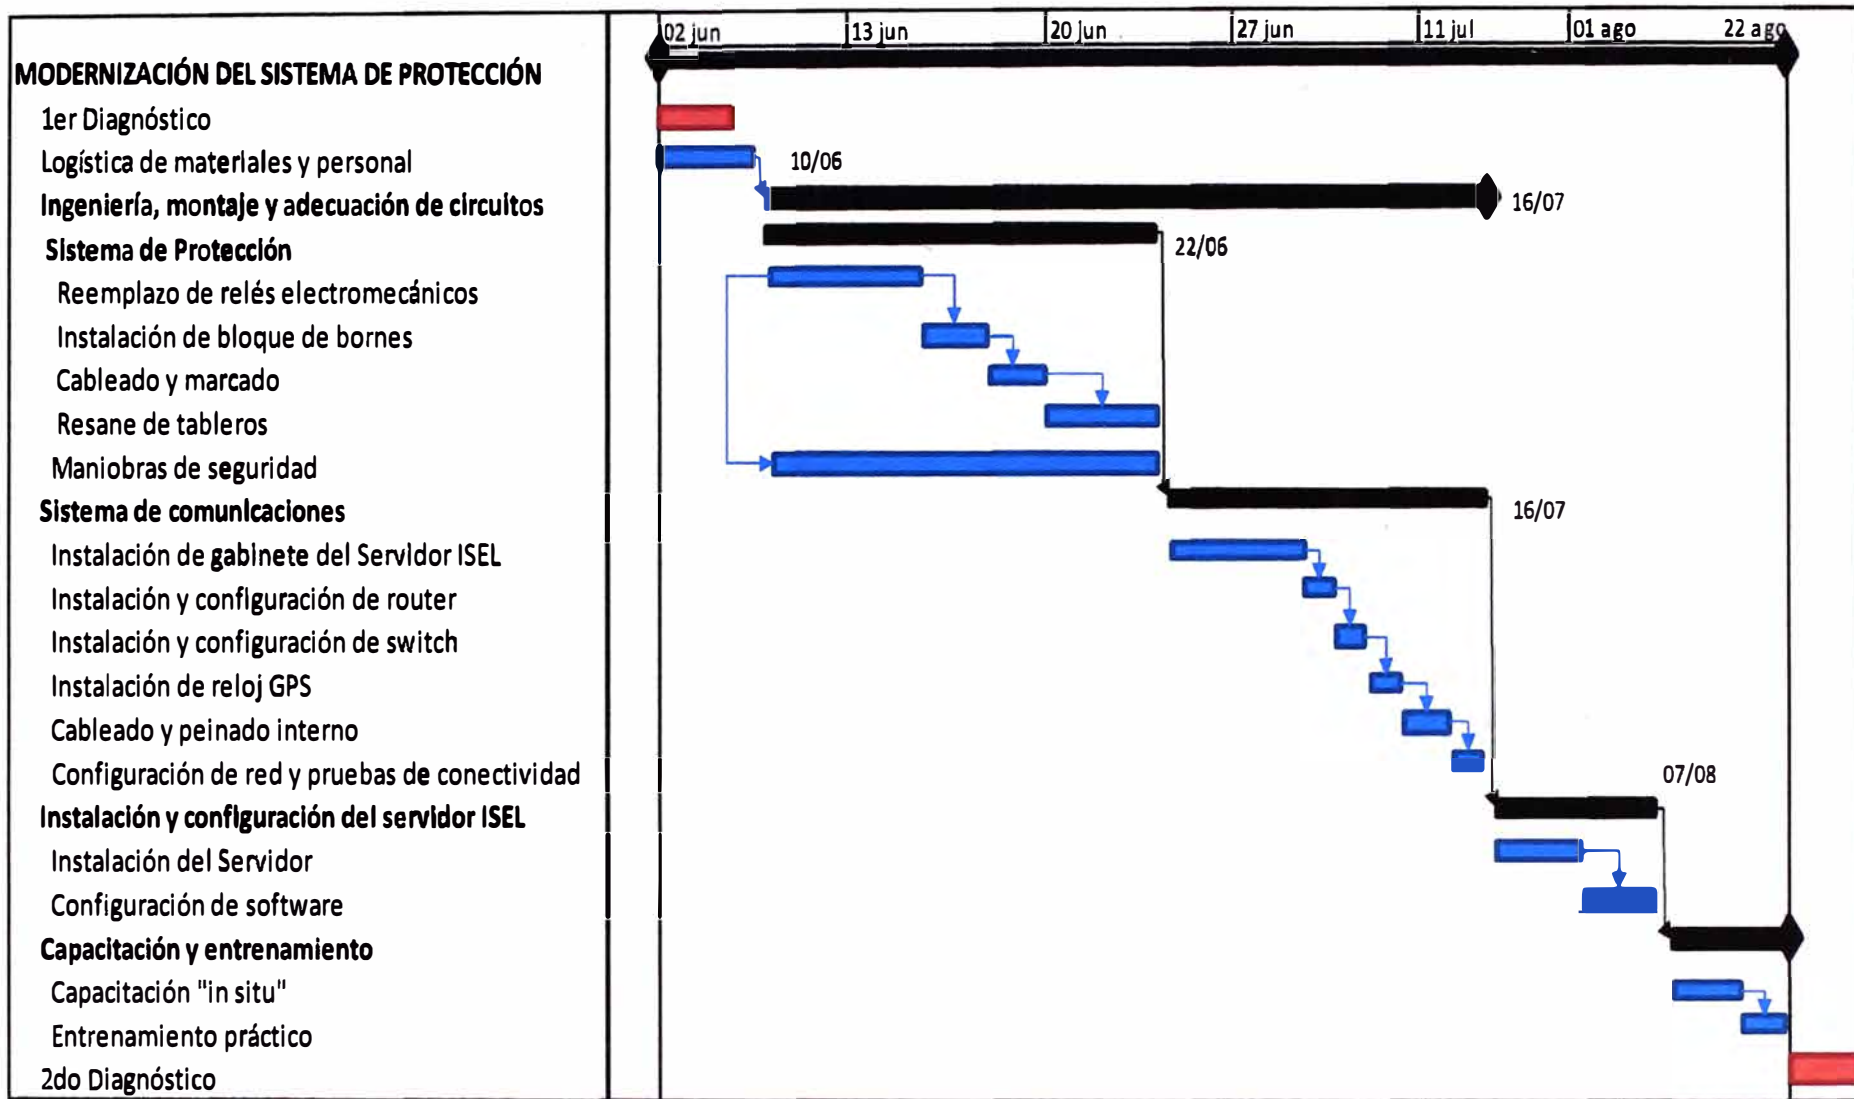 02 jun 13 jun 20 jun 27 jun 11 jul 01 ago 22 ago
MODERNIZACIÓN DEL SISTEMA DE PROTECCIÓN
1er Diagnóstico
Logística de materiales y personal 10/06
Ingeniería, montaje y adecuación de circuitos 16/07
Sistema de Protección 22/06
Reemplazo de relés electromecánicos
Instalación de bloque de bornes
Cableado y marcado
Resane de tableros
Maniobras de seguridad
Sistema de comunicaciones 16/07
Instalación de gabinete del Servidor ISEL
Instalación y configuración de router
Instalación y configuración de switch
Instalación de reloj GPS
Cableado y peinado interno
Configuración de red y pruebas de conectividad 07/08
Instalación y configuración del servidor ISEL
Instalación del Servidor
Configuración de software
Capacitación y entrenamiento
Capacitación "in situ"
Entrenamiento práctico
2do Diagnóstico